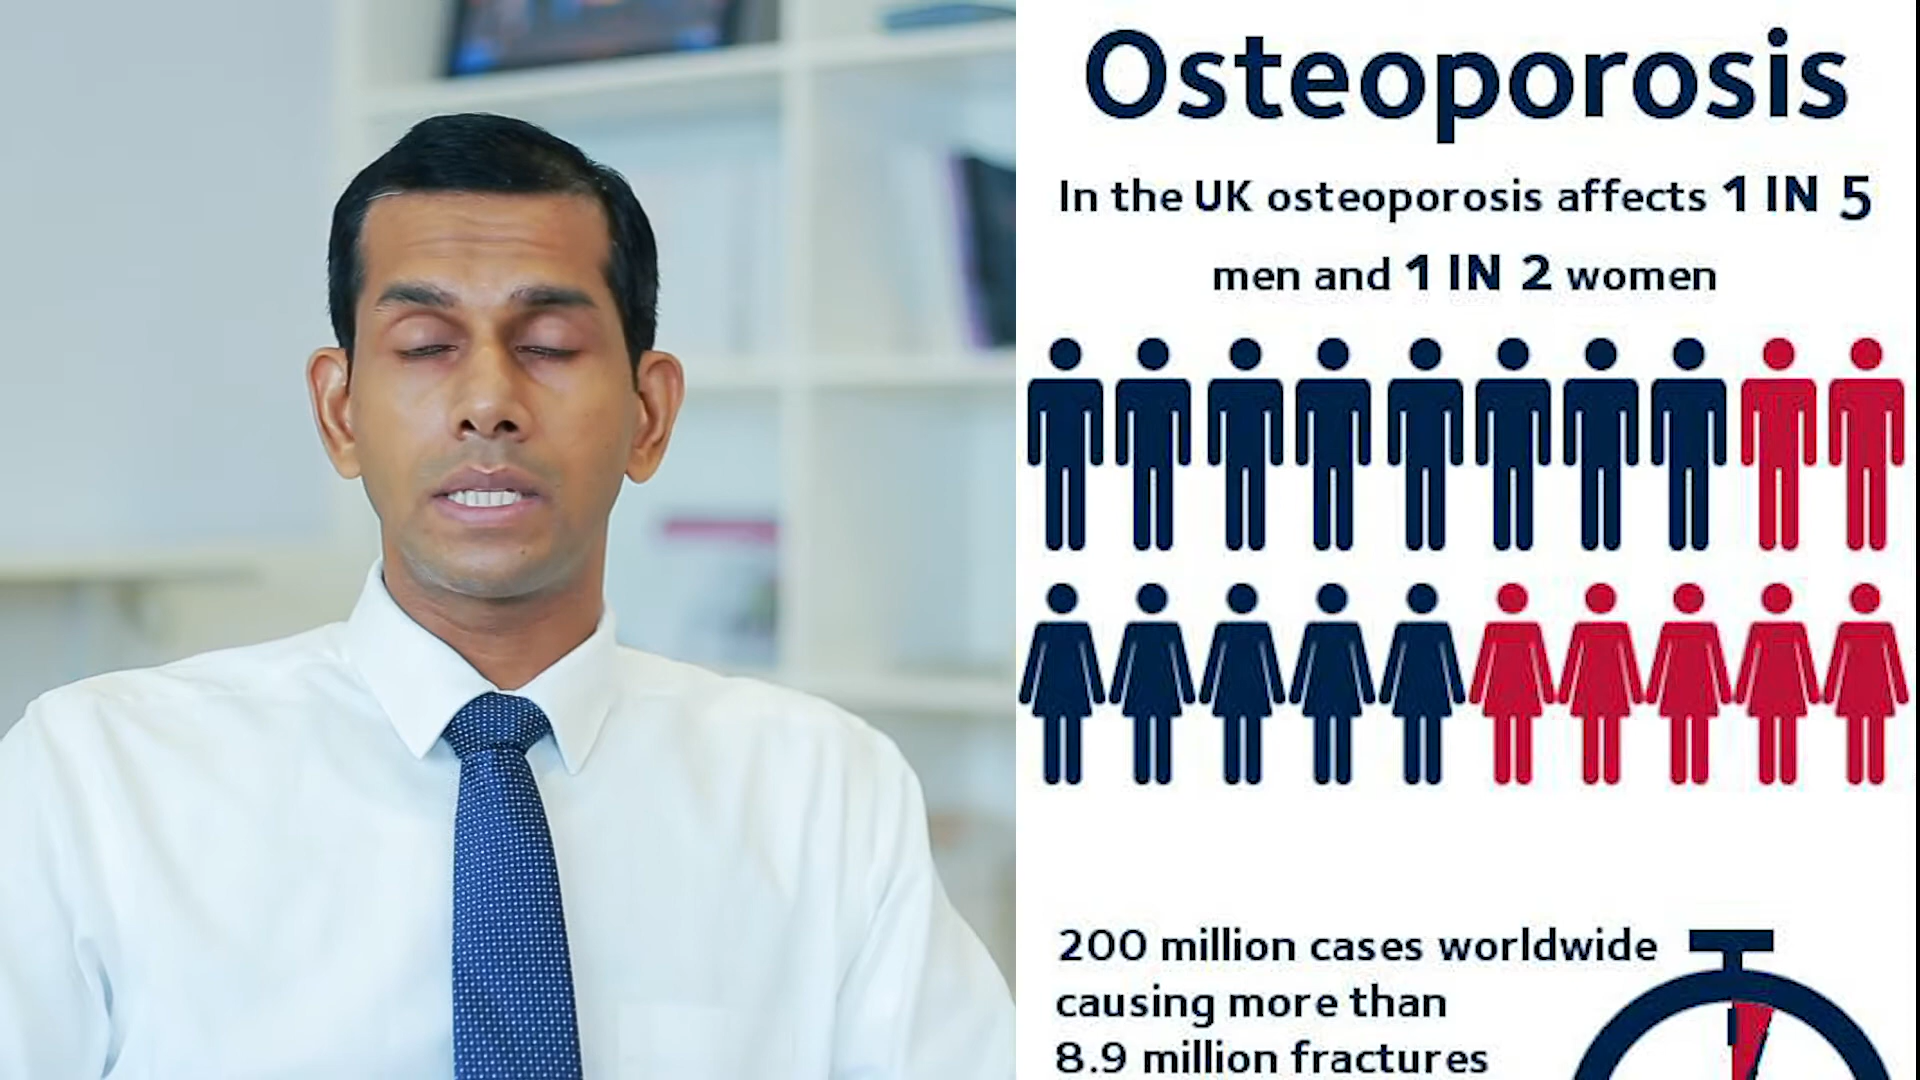 Osteoporosis
In the UK osteoporosis affects 1 IN 5
men and 1 IN 2 women
200 million cases worldwide
causing more than
8.9 million fractures